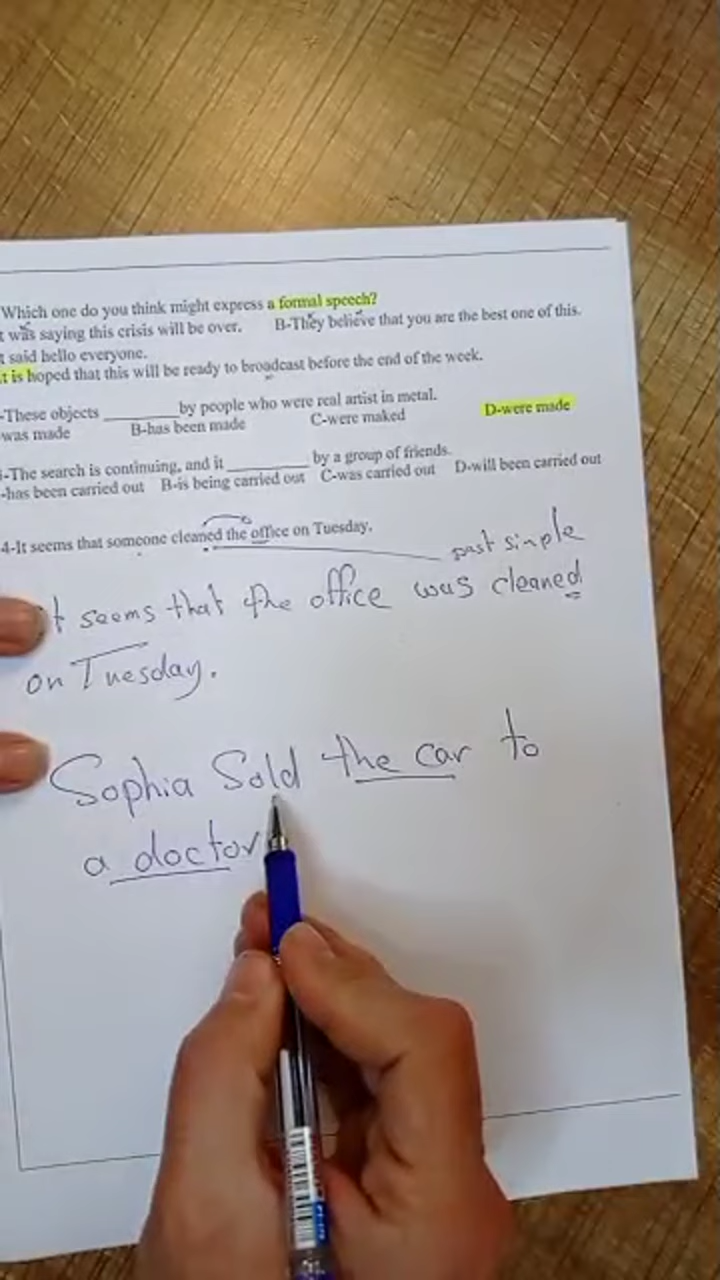 Which one do you think might express a formal speech?
t was saying this crisis will be over. B-They believe that you are the best one of this.
t said hello everyone.
t is hoped that this will be ready to broadcast before the end of the week.
-These objects ________ by people who were real artist in metal.
was made B-has been made C-were maked D-were made
-The search is continuing, and it ________ by a group of friends.
-has been carried out B-is being carried out C-was carried out D-will been carried out
4-It seems that someone cleaned the office on Tuesday.
past simple
It seems that the office was cleaned
on Tuesday.
Sophia Sold the car to
a doctor